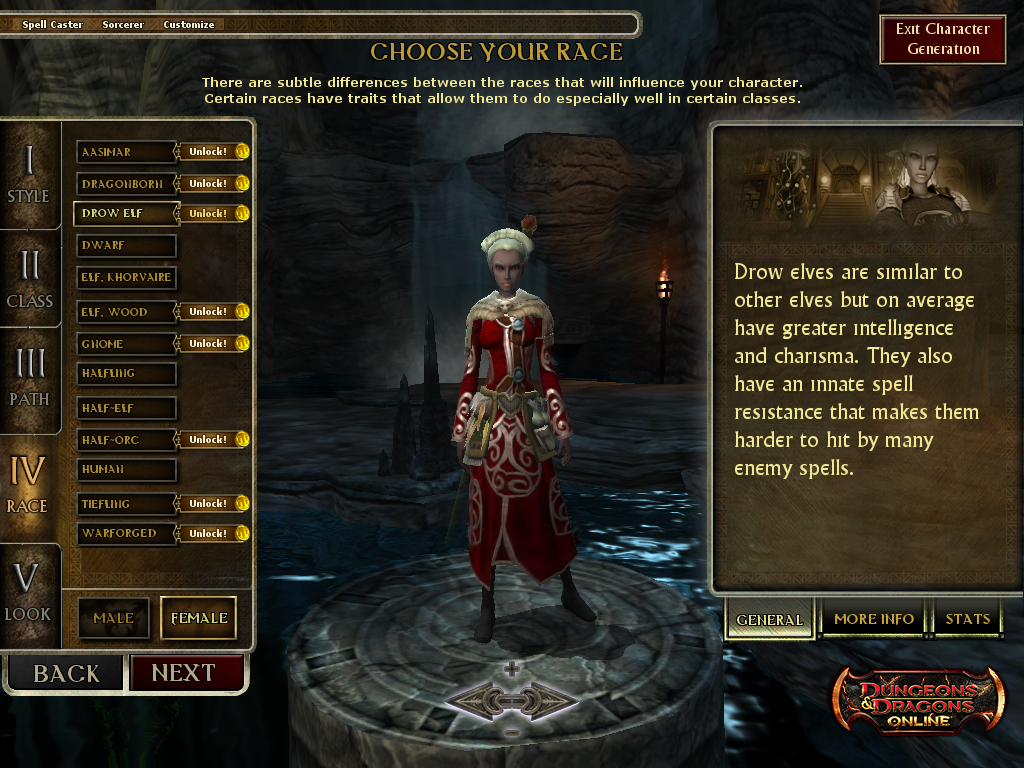 Spell Caster Sorcerer Customize
Exit Character
Generation
CHOOSE YOUR RACE
There are subtle differences between the races that will influence your character.
Certain races have traits that allow them to do especially well in certain classes.
I
STYLE
II
CLASS
III
PATH
IV
RACE
V
LOOK
AASIMAR Unlock!
DRAGONBORN Unlock!
DROW ELF Unlock!
DWARF
ELF, KHORVAIRE
ELF, WOOD Unlock!
GNOME Unlock!
HALFLING
HALF-ELF
HALF-ORC Unlock!
HUMAN
TIEFLING Unlock!
WARFORGED Unlock!
MALE FEMALE
BACK NEXT
Drow elves are similar to
other elves but on average
have greater intelligence
and charisma. They also
have an innate spell
resistance that makes them
harder to hit by many
enemy spells.
GENERAL MORE INFO STATS
DUNGEONS
& DRAGONS
ONLINE